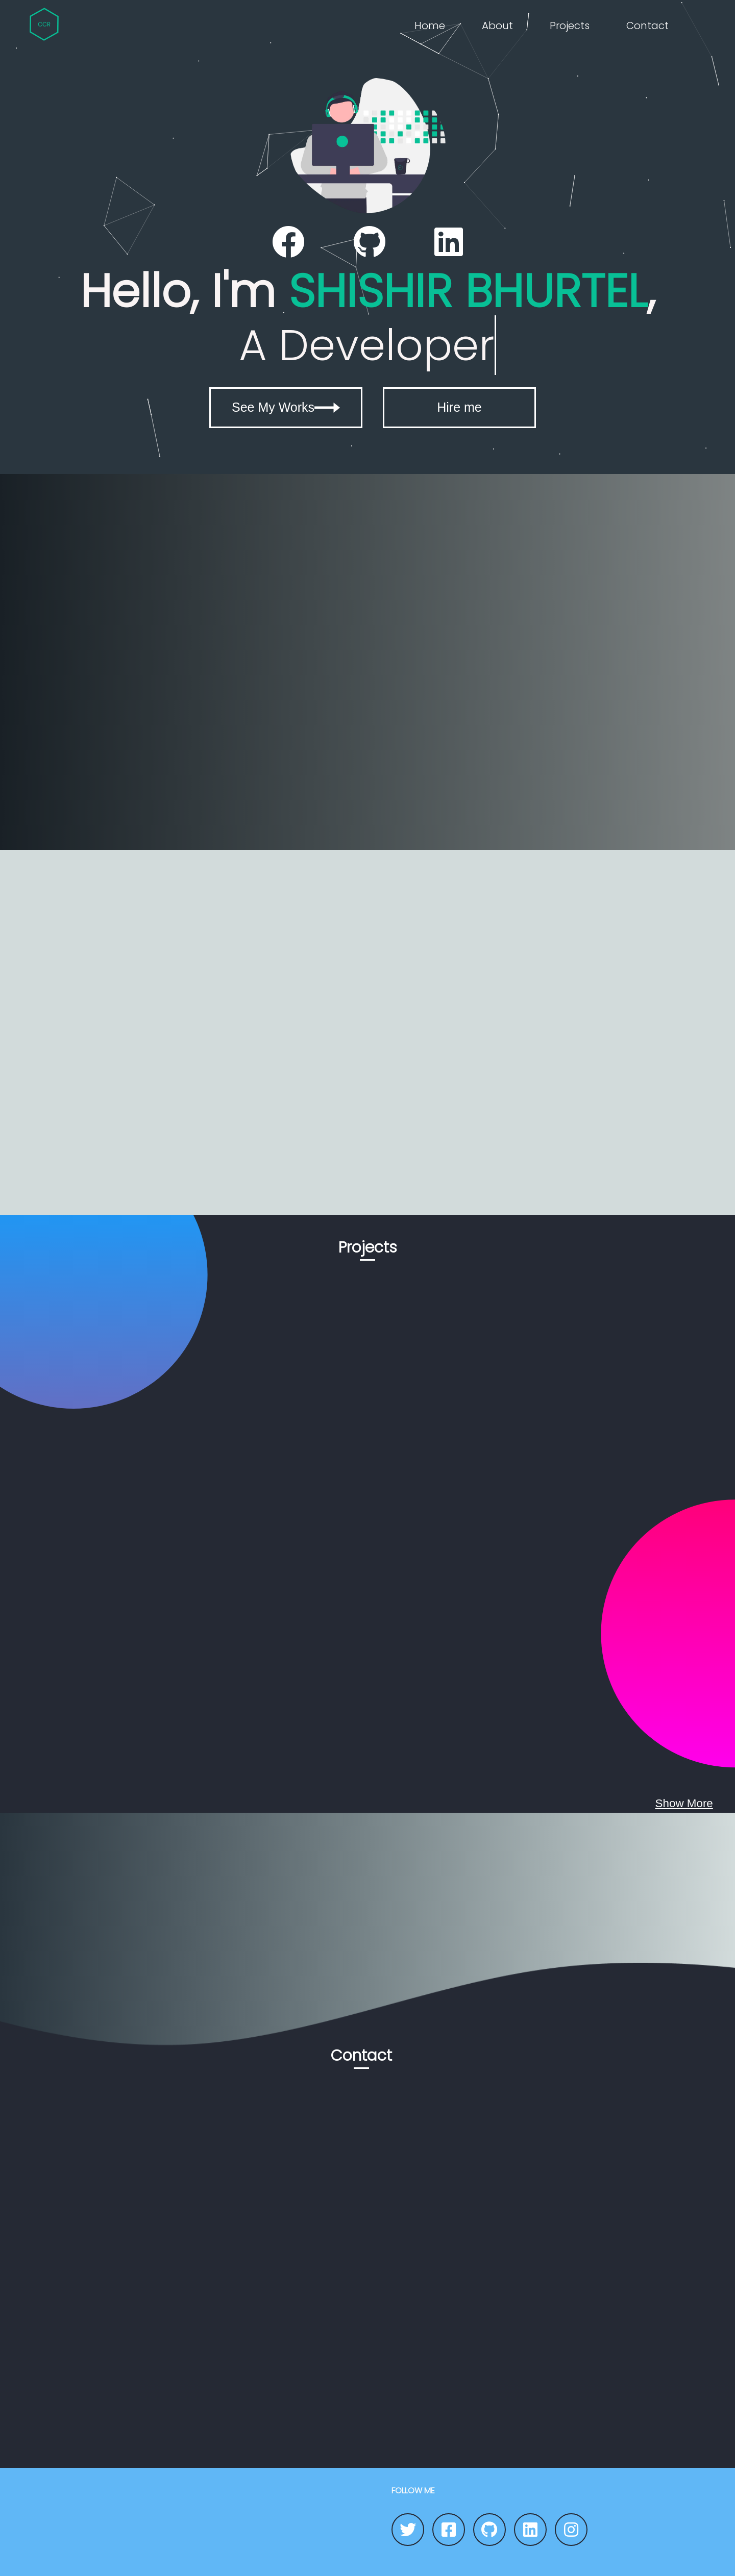 CCR
Home About Projects Contact
Hello, I'm SHISHIR BHURTEL,
A Developer
See My Works Hire me
Projects
Show More
Contact
FOLLOW ME